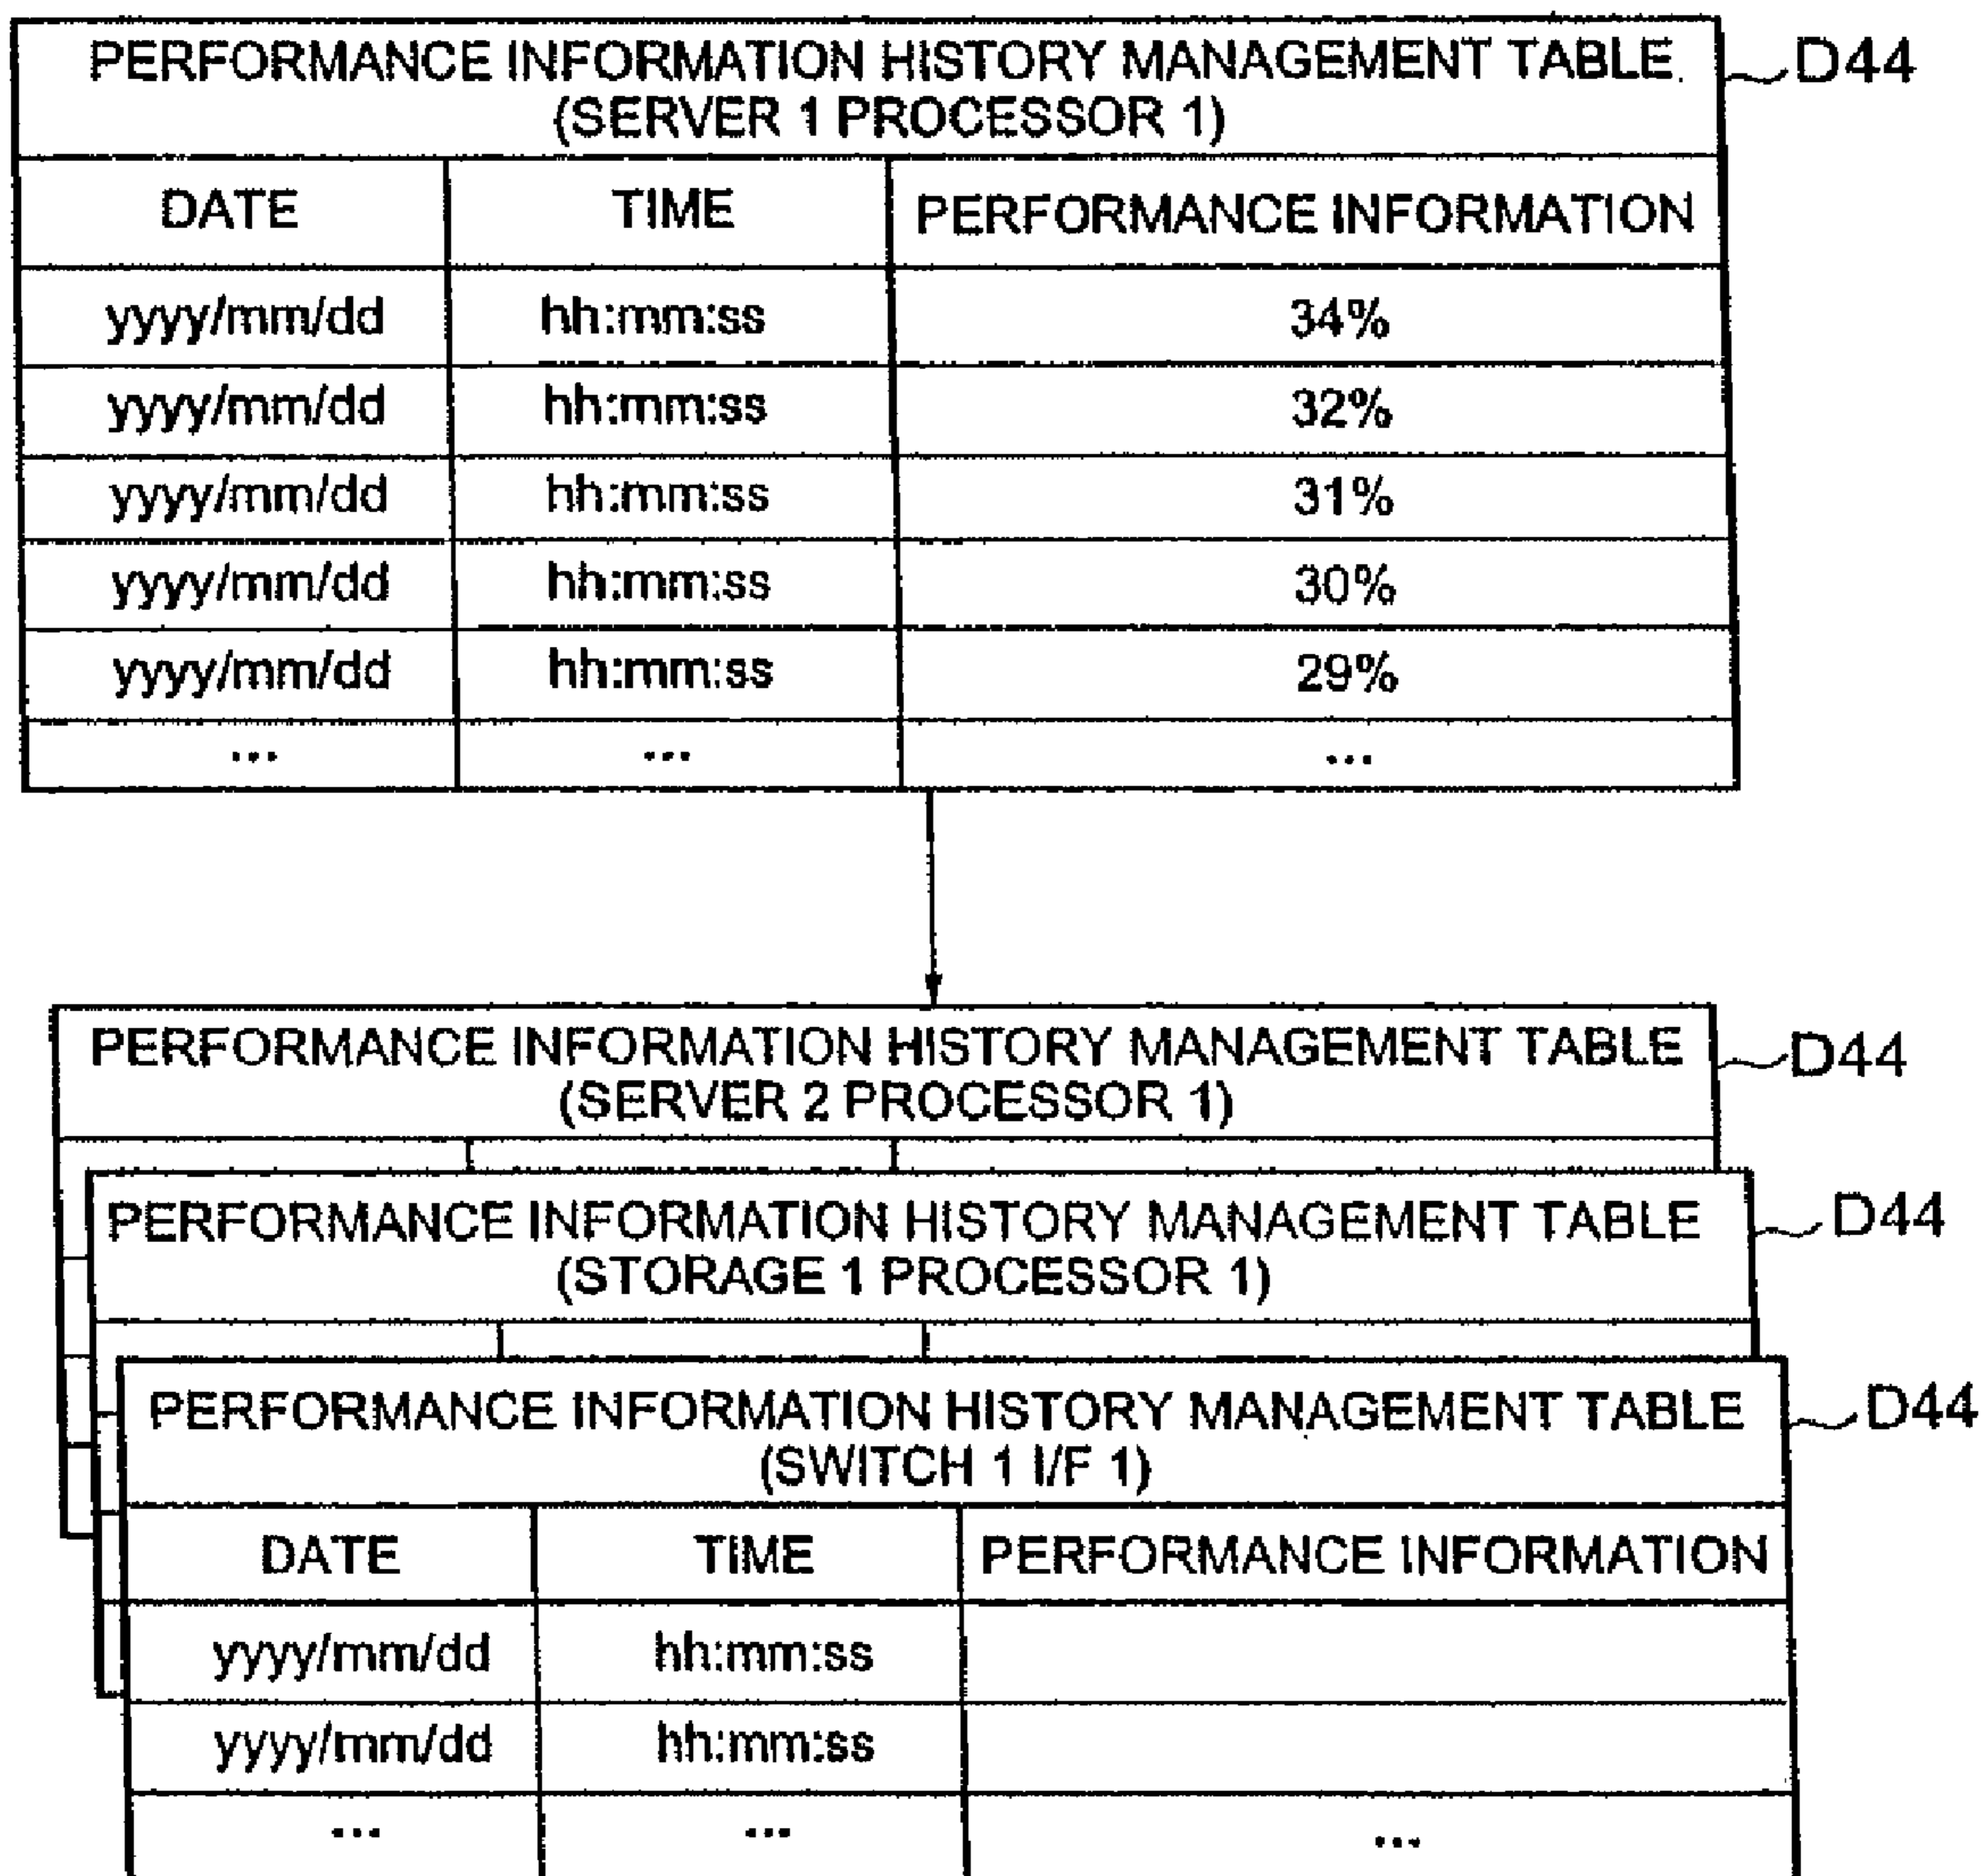 PERFORMANCE INFORMATION HISTORY MANAGEMENT TABLE D44
(SERVER 1 PROCESSOR 1)
DATE TIME PERFORMANCE INFORMATION
yyyy/mm/dd hh:mm:ss 34%
yyyy/mm/dd hh:mm:ss 32%
yyyy/mm/dd hh:mm:ss 31%
yyyy/mm/dd hh:mm:ss 30%
yyyy/mm/dd hh:mm:ss 29%
... ... ...
PERFORMANCE INFORMATION HISTORY MANAGEMENT TABLE D44
(SERVER 2 PROCESSOR 1)
PERFORMANCE INFORMATION HISTORY MANAGEMENT TABLE D44
(STORAGE 1 PROCESSOR 1)
PERFORMANCE INFORMATION HISTORY MANAGEMENT TABLE D44
(SWITCH 1 I/F 1)
DATE TIME PERFORMANCE INFORMATION
yyyy/mm/dd hh:mm:ss
yyyy/mm/dd hh:mm:ss
... ... ...